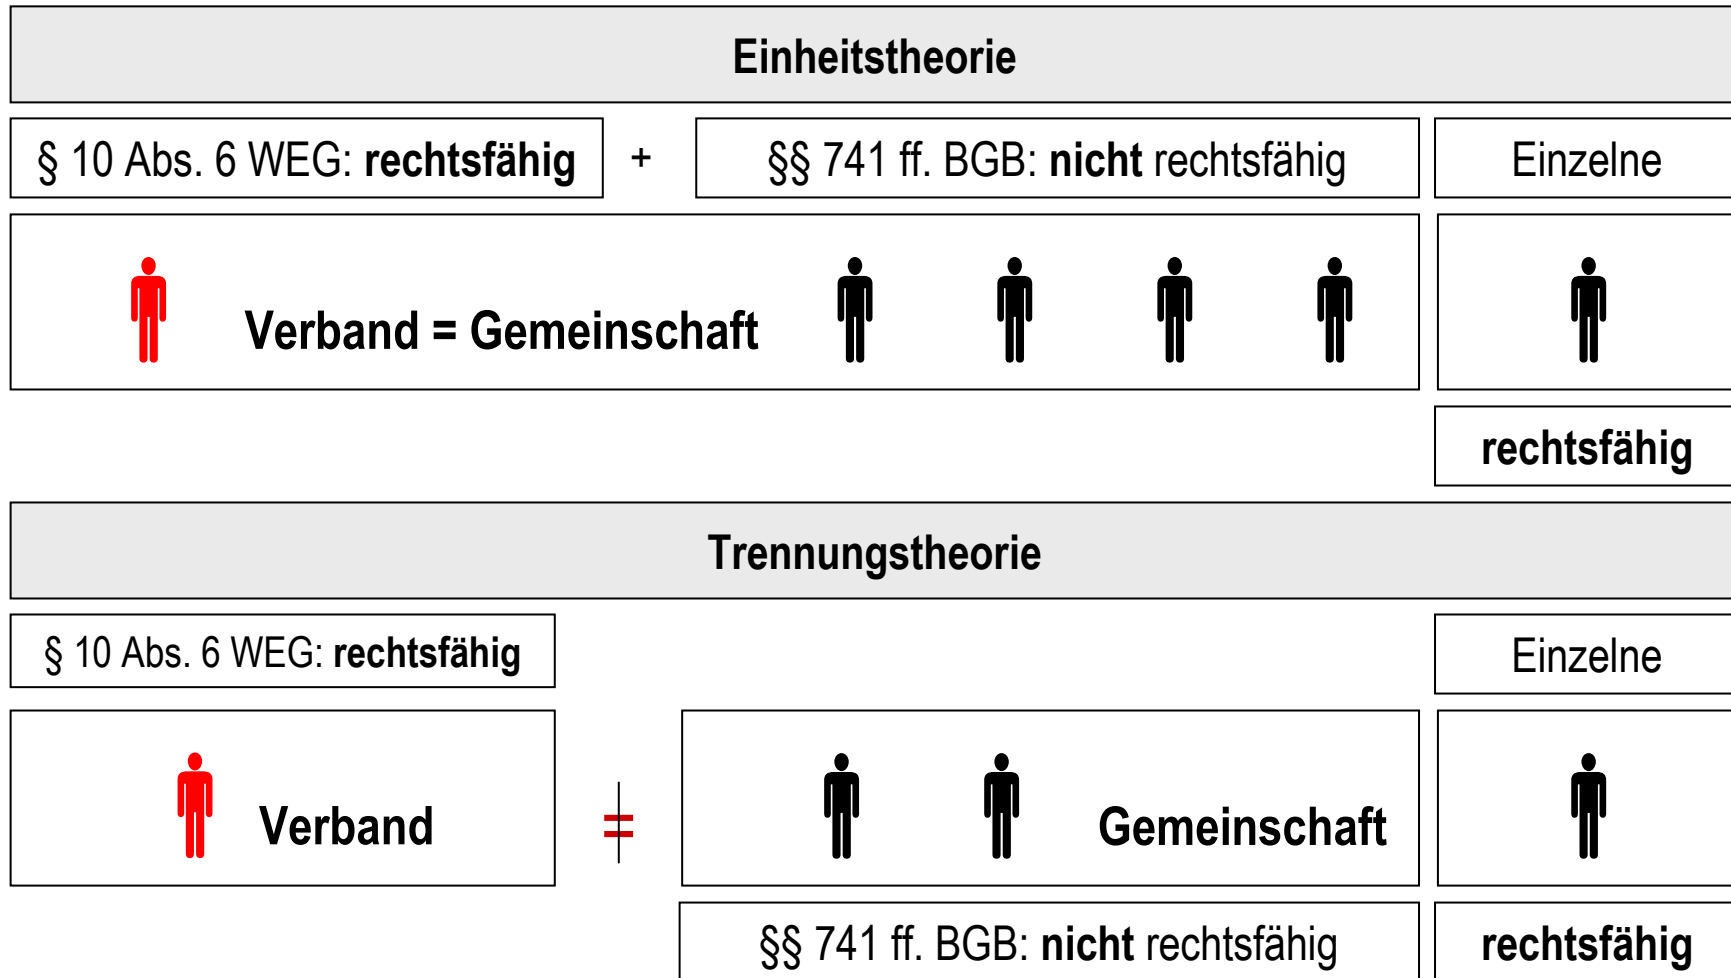 Einheitstheorie
§ 10 Abs. 6 WEG: rechtsfähig + §§ 741 ff. BGB: nicht rechtsfähig Einzelne
Verband = Gemeinschaft
rechtsfähig
Trennungstheorie
§ 10 Abs. 6 WEG: rechtsfähig Einzelne
Verband ≠ Gemeinschaft
§§ 741 ff. BGB: nicht rechtsfähig rechtsfähig